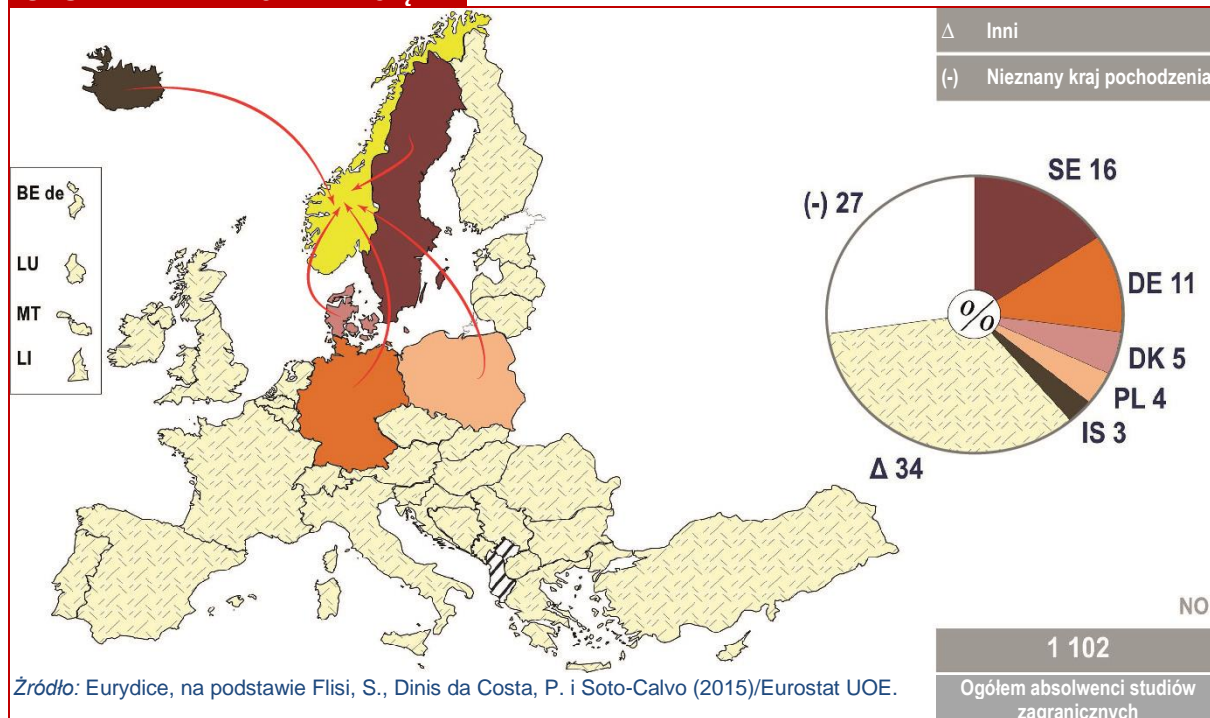 Δ Inni
(-) Nieznany kraj pochodzenia
BE de
LU
MT
LI
(-) 27
SE 16
DE 11
DK 5
PL 4
IS 3
Δ 34
%
NO
1 102
Ogółem absolwenci studiów
zagranicznych
Źródło: Eurydice, na podstawie Flisi, S., Dinis da Costa, P. i Soto-Calvo (2015)/Eurostat UOE.